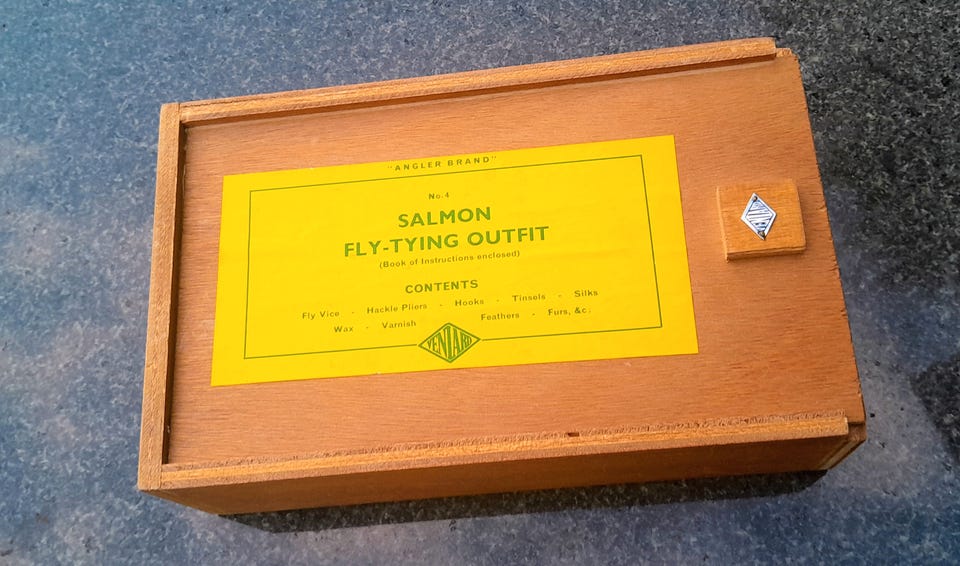 "ANGLER BRAND"
No. 4
SALMON
FLY-TYING OUTFIT
(Book of Instructions enclosed)
CONTENTS
Fly Vice - Hackle Pliers - Hooks - Tinsels - Silks
Wax - Varnish Feathers - Furs, &c.
VENIARD
VENIARD